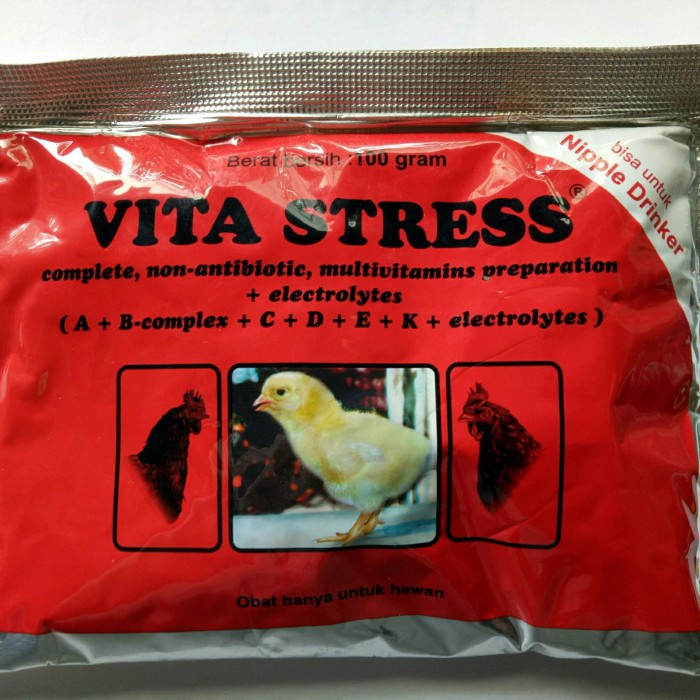 Berat Bersih :100 gram
bisa untuk
Nipple Drinker
VITA STRESS®
complete, non-antibiotic, multivitamins preparation
+ electrolytes
( A + B-complex + C + D + E + K + electrolytes )
Obat hanya untuk hewan